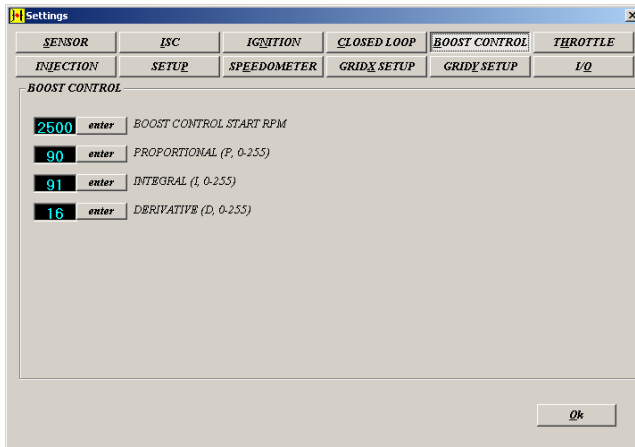 Settings
SENSOR ISC IGNITION CLOSED LOOP BOOST CONTROL THROTTLE
INJECTION SETUP SPEEDOMETER GRIDX SETUP GRIDY SETUP I/O
BOOST CONTROL
2500 enter BOOST CONTROL START RPM
90 enter PROPORTIONAL (P, 0-255)
91 enter INTEGRAL (I, 0-255)
16 enter DERIVATIVE (D, 0-255)
Ok